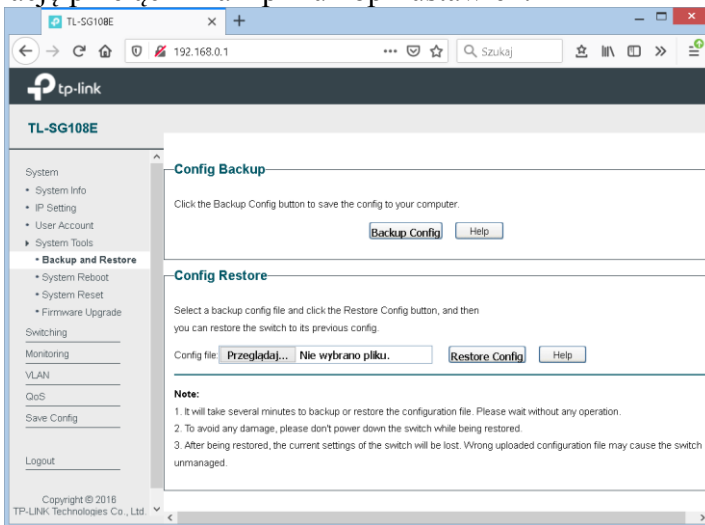 TL-SG108E
192.168.0.1
Szukaj
tp-link
TL-SG108E
System
• System Info
• IP Setting
• User Account
System Tools
• Backup and Restore
• System Reboot
• System Reset
• Firmware Upgrade
Switching
Monitoring
VLAN
QoS
Save Config
Logout
Copyright © 2016
TP-LINK Technologies Co., Ltd.
Config Backup
Click the Backup Config button to save the config to your computer.
Backup Config Help
Config Restore
Select a backup config file and click the Restore Config button, and then
you can restore the switch to its previous config.
Config file: Przeglądaj... Nie wybrano pliku. Restore Config Help
Note:
1. It will take several minutes to backup or restore the configuration file. Please wait without any operation.
2. To avoid any damage, please don't power down the switch while being restored.
3. After being restored, the current settings of the switch will be lost. Wrong uploaded configuration file may cause the switch
unmanaged.